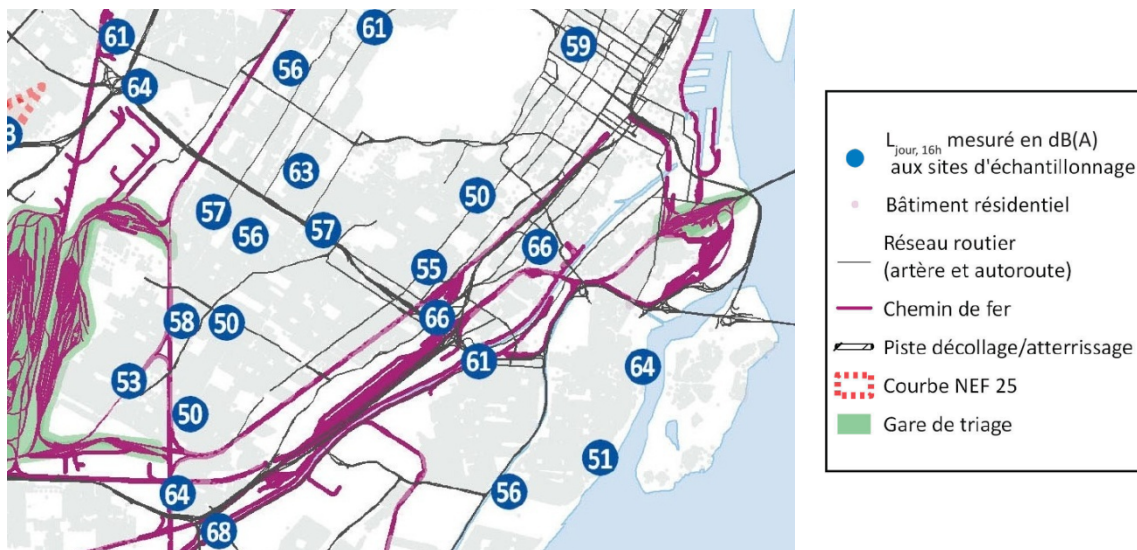 61
61
59
56
64
3
63
50
57
56
57
66
55
58
50
66
61
64
53
50
51
64
56
68
L jour, 16h mesuré en dB(A)
aux sites d'échantillonnage
Bâtiment résidentiel
Réseau routier
(artère et autoroute)
Chemin de fer
Piste décollage/atterrissage
Courbe NEF 25
Gare de triage